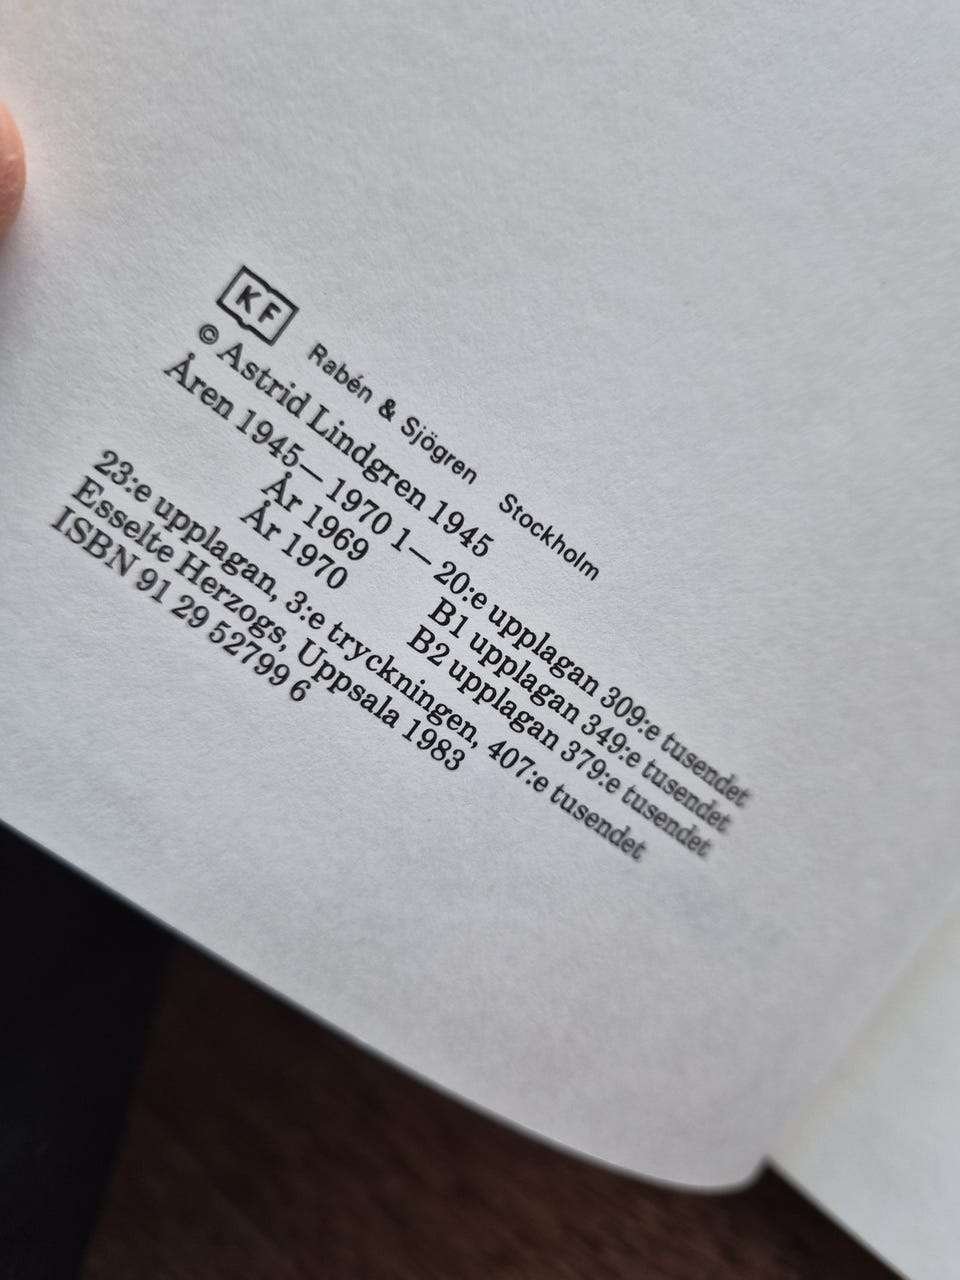 KF Rabén & Sjögren Stockholm
© Astrid Lindgren 1945
Åren 1945—1970 1—20:e upplagan 309:e tusendet
År 1969 B1 upplagan 349:e tusendet
År 1970 B2 upplagan 379:e tusendet
23:e upplagan, 3:e tryckningen, 407:e tusendet
Esselte Herzogs, Uppsala 1983
ISBN 91 29 52799 6